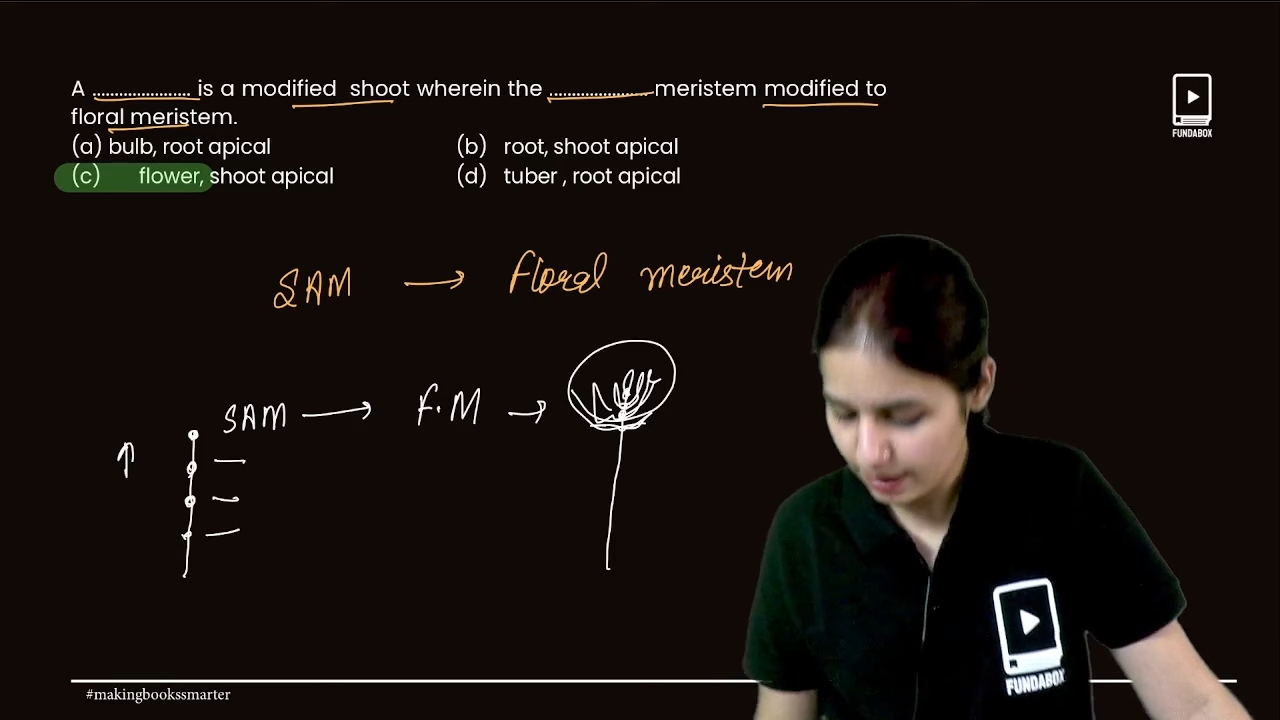 A ...................... is a modified shoot wherein the ...................... meristem modified to
floral meristem.
(a) bulb, root apical (b) root, shoot apical
(c) flower, shoot apical (d) tuber , root apical
FUNDABOX
SAM → floral meristem
SAM → F.M →
↑
FUNDABOX
#makingbookssmarter